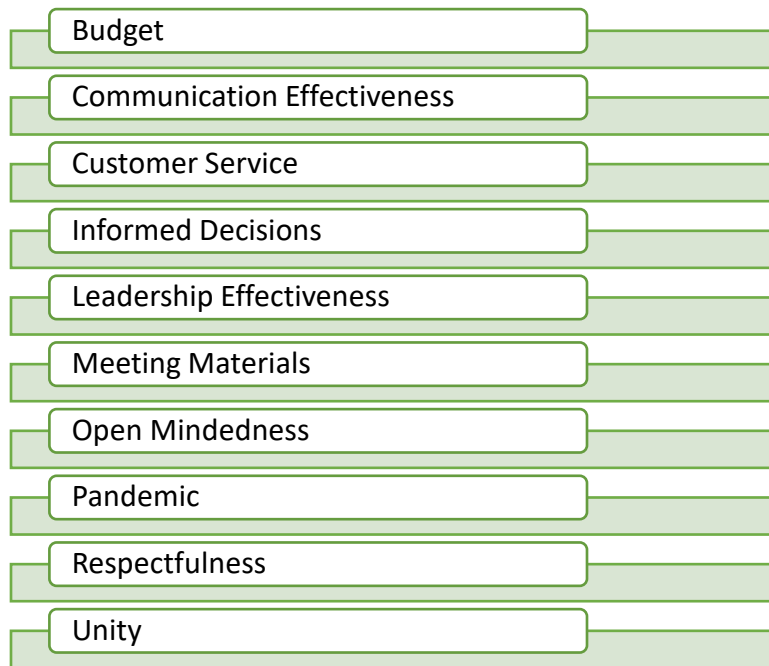 Budget
Communication Effectiveness
Customer Service
Informed Decisions
Leadership Effectiveness
Meeting Materials
Open Mindedness
Pandemic
Respectfulness
Unity